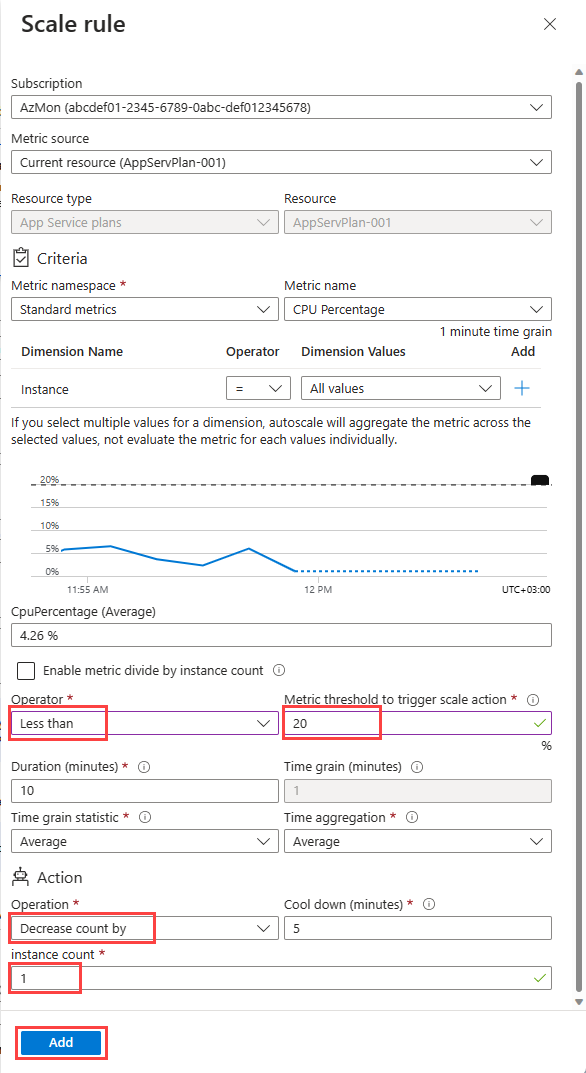 Scale rule
Subscription
AzMon (abcdef01-2345-6789-0abc-def012345678)
Metric source
Current resource (AppServPlan-001)
Resource type Resource
App Service plans AppServPlan-001
Criteria
Metric namespace * Metric name
Standard metrics CPU Percentage
1 minute time grain
Dimension Name Operator Dimension Values Add
Instance = All values
If you select multiple values for a dimension, autoscale will aggregate the metric across the
selected values, not evaluate the metric for each values individually.
20%
15%
10%
5%
0%
11:55 AM 12 PM UTC+03:00
CpuPercentage (Average)
4.26 %
Enable metric divide by instance count
Operator * Metric threshold to trigger scale action *
Less than 20
%
Duration (minutes) * Time grain (minutes)
10 1
Time grain statistic * Time aggregation *
Average Average
Action
Operation * Cool down (minutes) *
Decrease count by 5
instance count *
1
Add